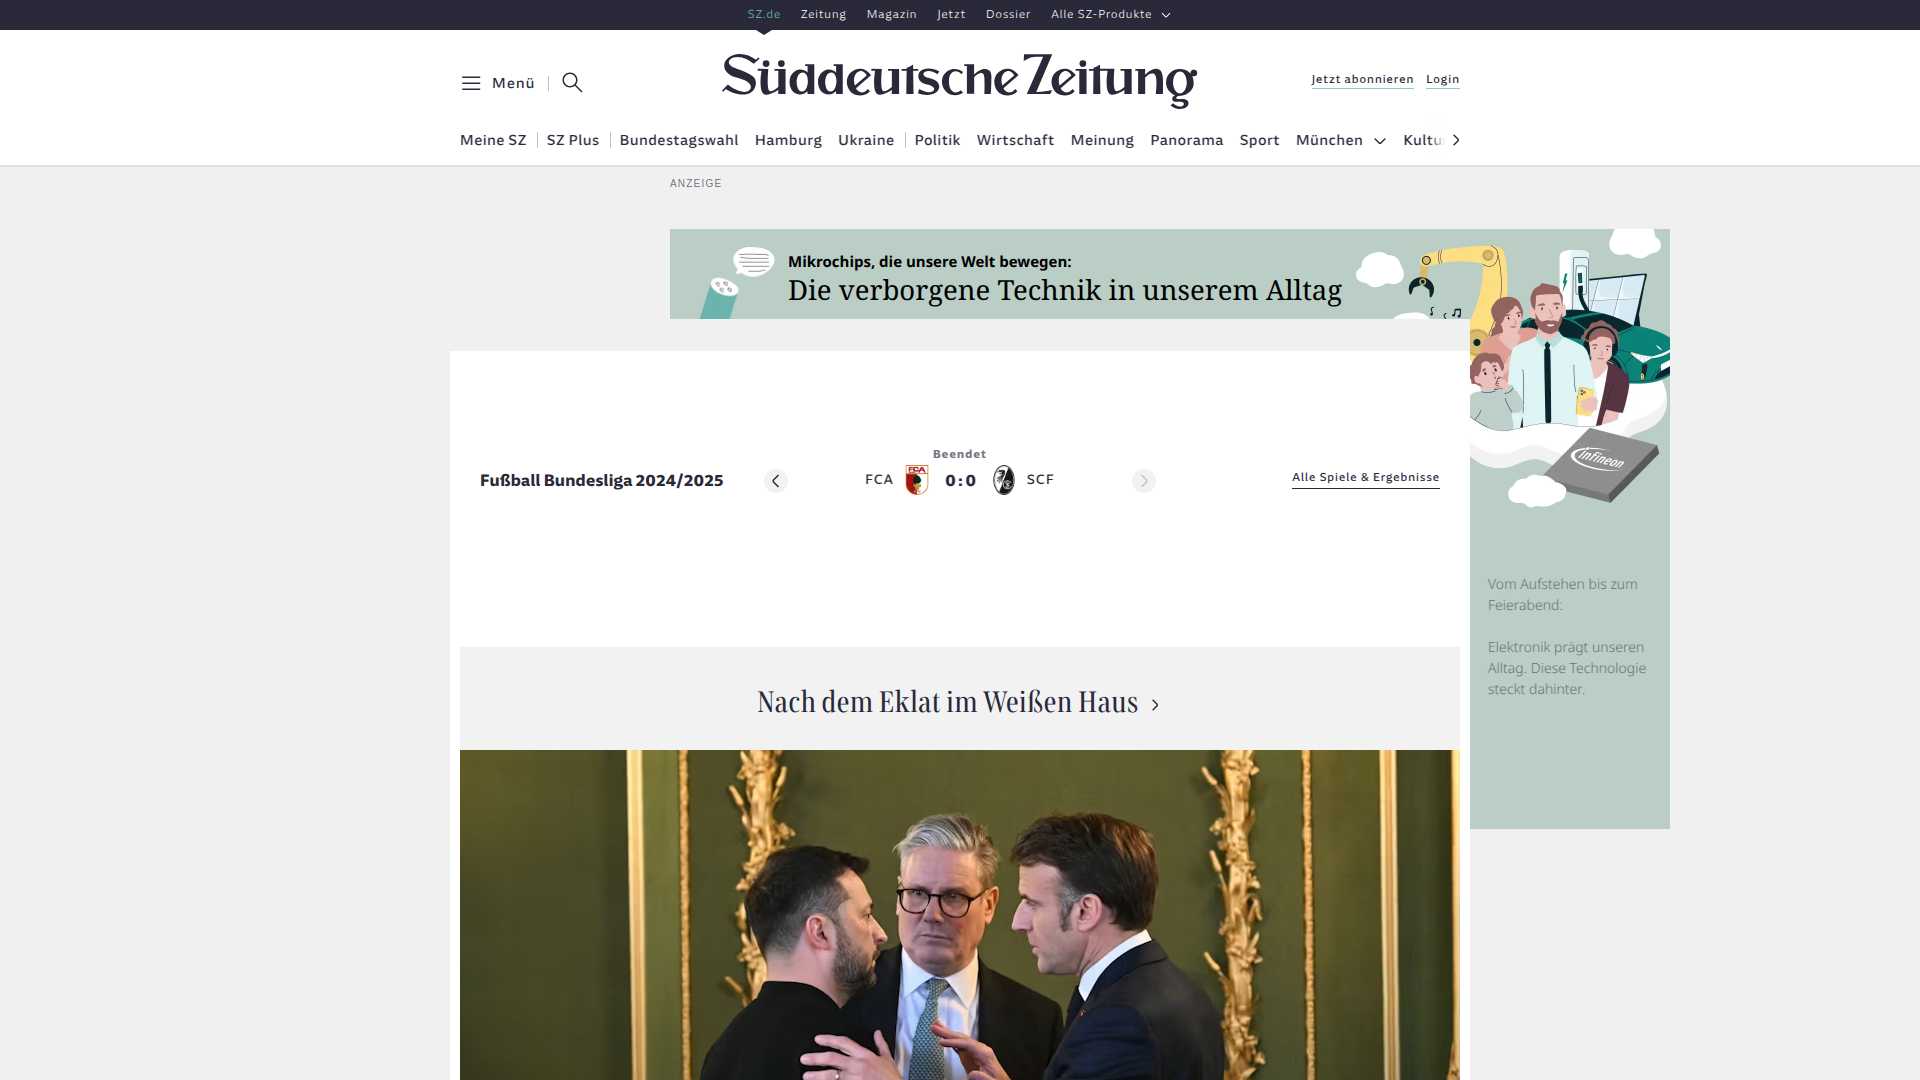 SZ.de Zeitung Magazin Jetzt Dossier Alle SZ-Produkte
Menü
Süddeutsche Zeitung
Jetzt abonnieren Login
Meine SZ SZ Plus Bundestagswahl Hamburg Ukraine Politik Wirtschaft Meinung Panorama Sport München Kultu
ANZEIGE
Mikrochips, die unsere Welt bewegen:
Die verborgene Technik in unserem Alltag
infineon
Beendet
Fußball Bundesliga 2024/2025
FCA FCA 0:0 SCF
Alle Spiele & Ergebnisse
Vom Aufstehen bis zum
Feierabend:
Elektronik prägt unseren
Alltag. Diese Technologie
steckt dahinter.
Nach dem Eklat im Weißen Haus